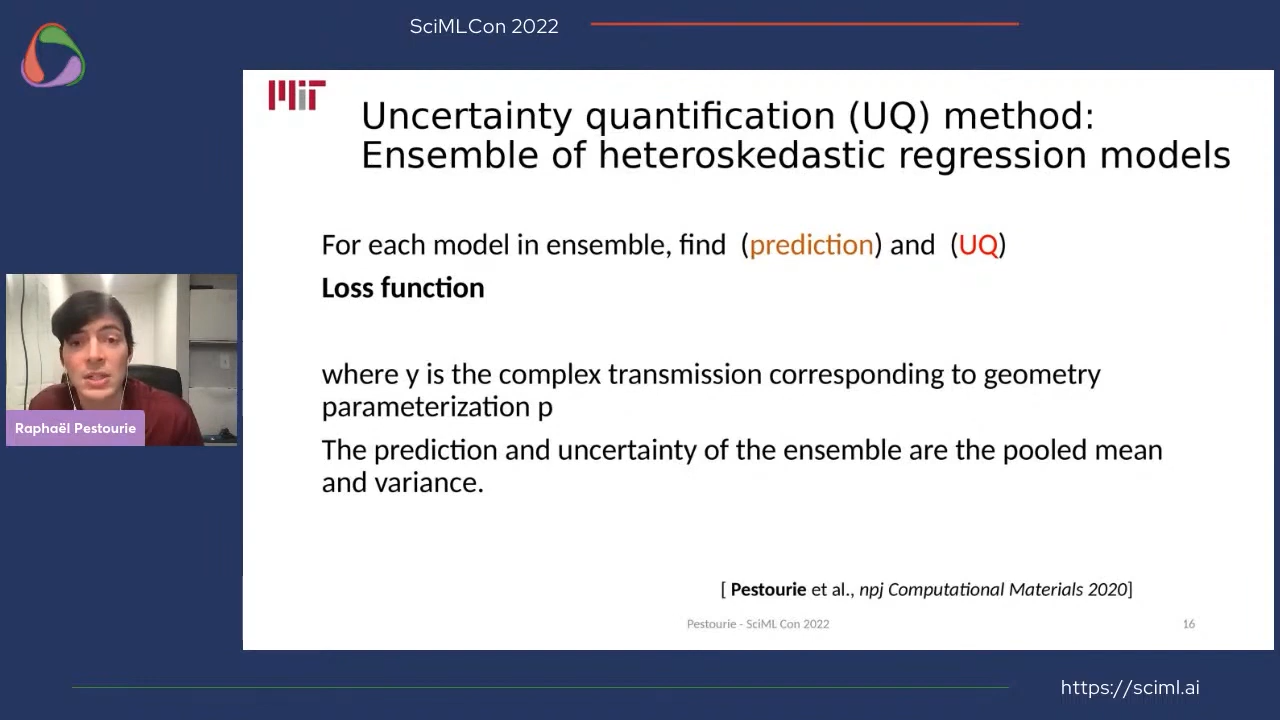 SciMLCon 2022
MIT
Uncertainty quantification (UQ) method:
Ensemble of heteroskedastic regression models
For each model in ensemble, find (prediction) and (UQ)
Loss function
where y is the complex transmission corresponding to geometry
parameterization p
The prediction and uncertainty of the ensemble are the pooled mean
and variance.
Raphaël Pestourie
[ Pestourie et al., npj Computational Materials 2020]
Pestourie - SciML Con 2022
16
https://sciml.ai